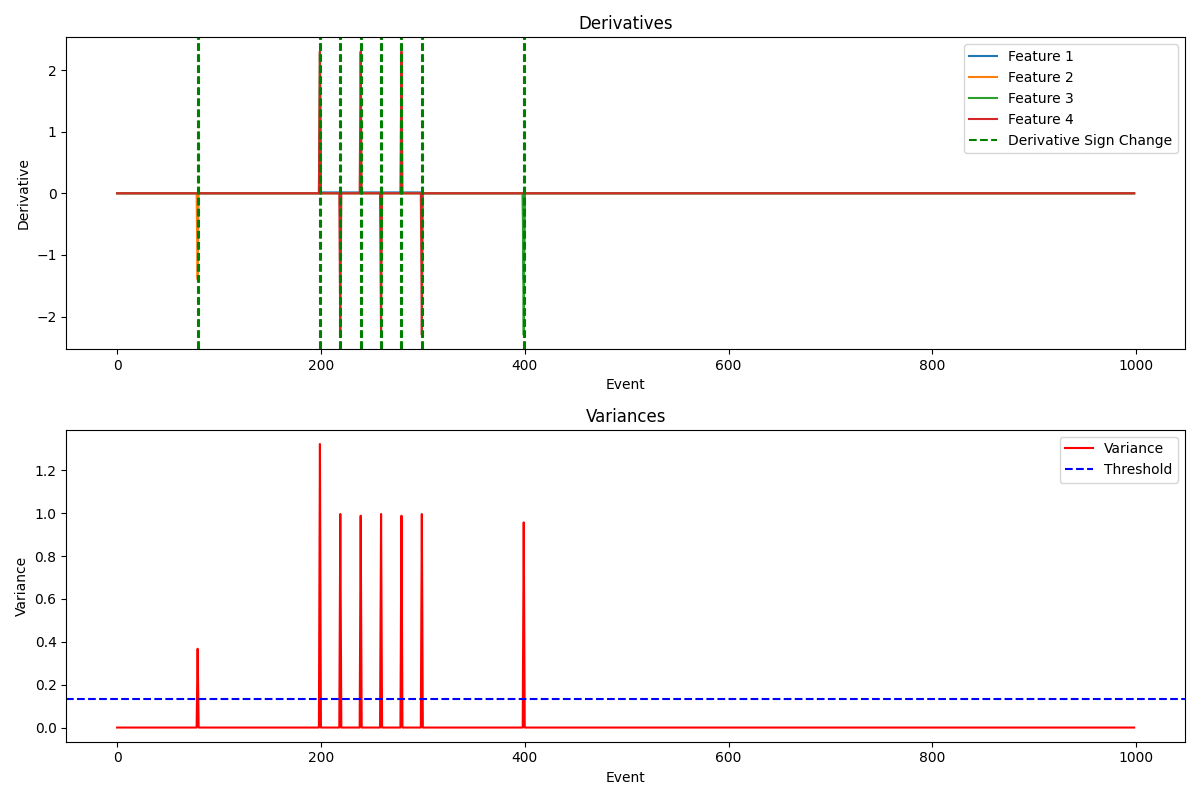 Derivatives
Derivative
2
1
0
−1
−2
Feature 1
Feature 2
Feature 3
Feature 4
Derivative Sign Change
0 200 400 600 800 1000
Event
Variances
Variance
1.2
1.0
0.8
0.6
0.4
0.2
0.0
Variance
Threshold
0 200 400 600 800 1000
Event